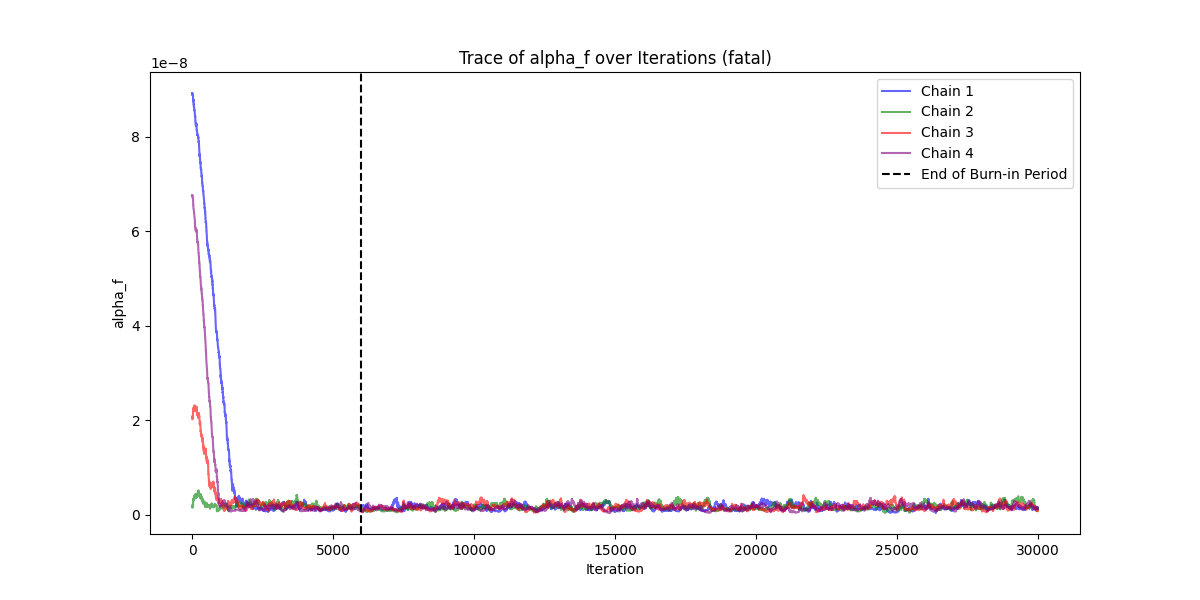 Trace of alpha_f over Iterations (fatal)
1e−8
8
6
4
2
0
alpha_f
0 5000 10000 15000 20000 25000 30000
Iteration
Chain 1
Chain 2
Chain 3
Chain 4
End of Burn-in Period